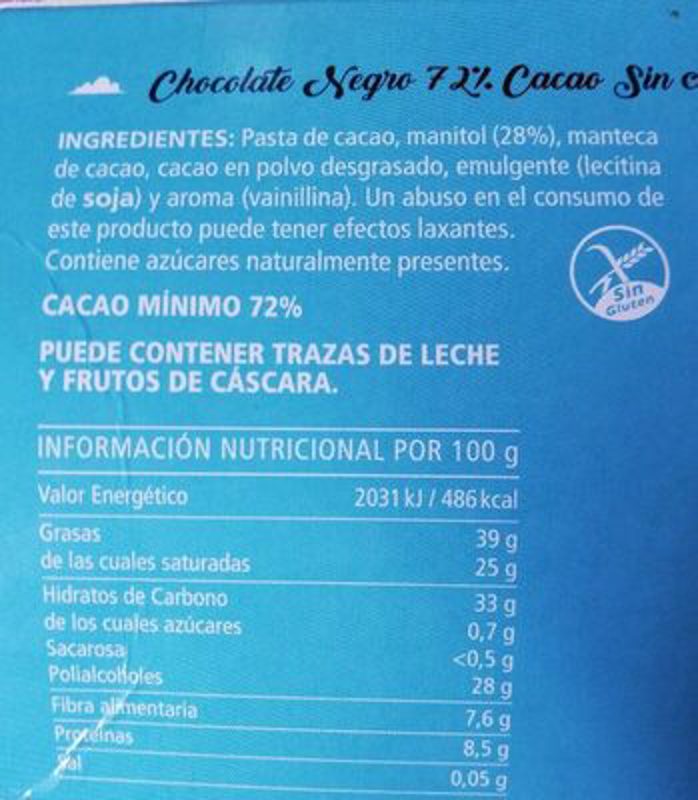 Chocolate Negro 72% Cacao Sin
INGREDIENTES: Pasta de cacao, manitol (28%), manteca
de cacao, cacao en polvo desgrasado, emulgente (lecitina
de soja) y aroma (vainillina). Un abuso en el consumo de
este producto puede tener efectos laxantes.
Contiene azúcares naturalmente presentes.
Sin
Gluten
CACAO MÍNIMO 72%
PUEDE CONTENER TRAZAS DE LECHE
Y FRUTOS DE CÁSCARA.
INFORMACIÓN NUTRICIONAL POR 100 g
Valor Energético 2031 kJ / 486 kcal
Grasas 39 g
de las cuales saturadas 25 g
Hidratos de Carbono 33 g
de los cuales azúcares 0,7 g
Sacarosa <0,5 g
Polialcoholes 28 g
Fibra alimentaria 7,6 g
Proteínas 8,5 g
Sal 0,05 g